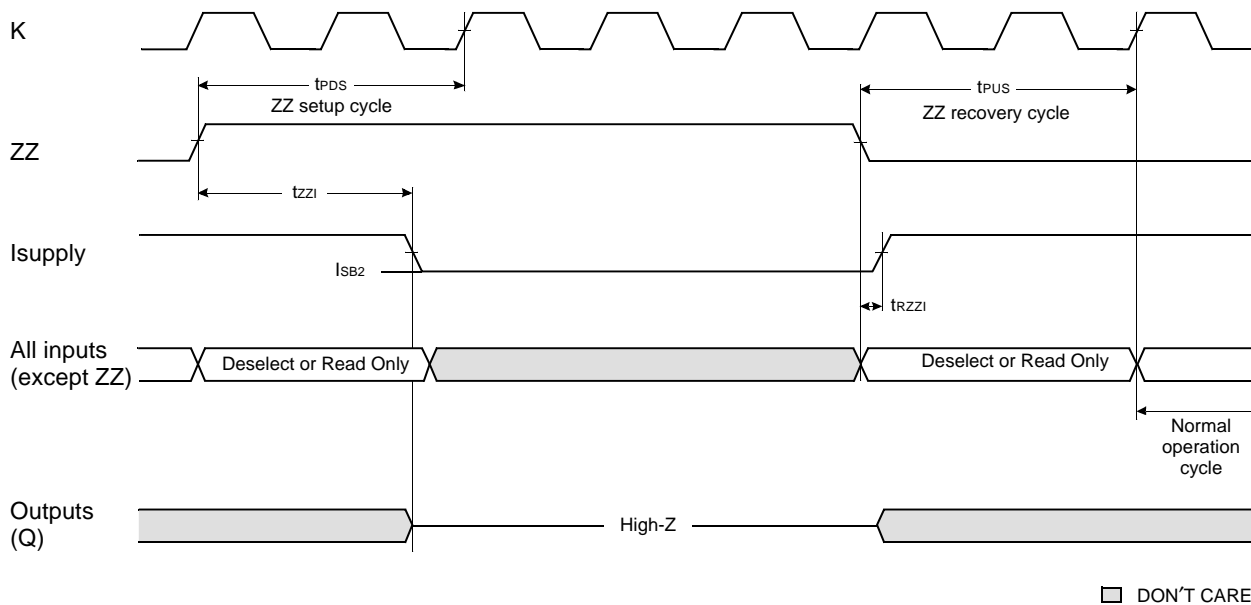 K
tPDS
ZZ setup cycle
tPUS
ZZ recovery cycle
ZZ
tZZI
Isupply
ISB2
tRZZI
All inputs
(except ZZ)
Deselect or Read Only
Deselect or Read Only
Normal
operation
cycle
Outputs
(Q)
High-Z
DON′T CARE